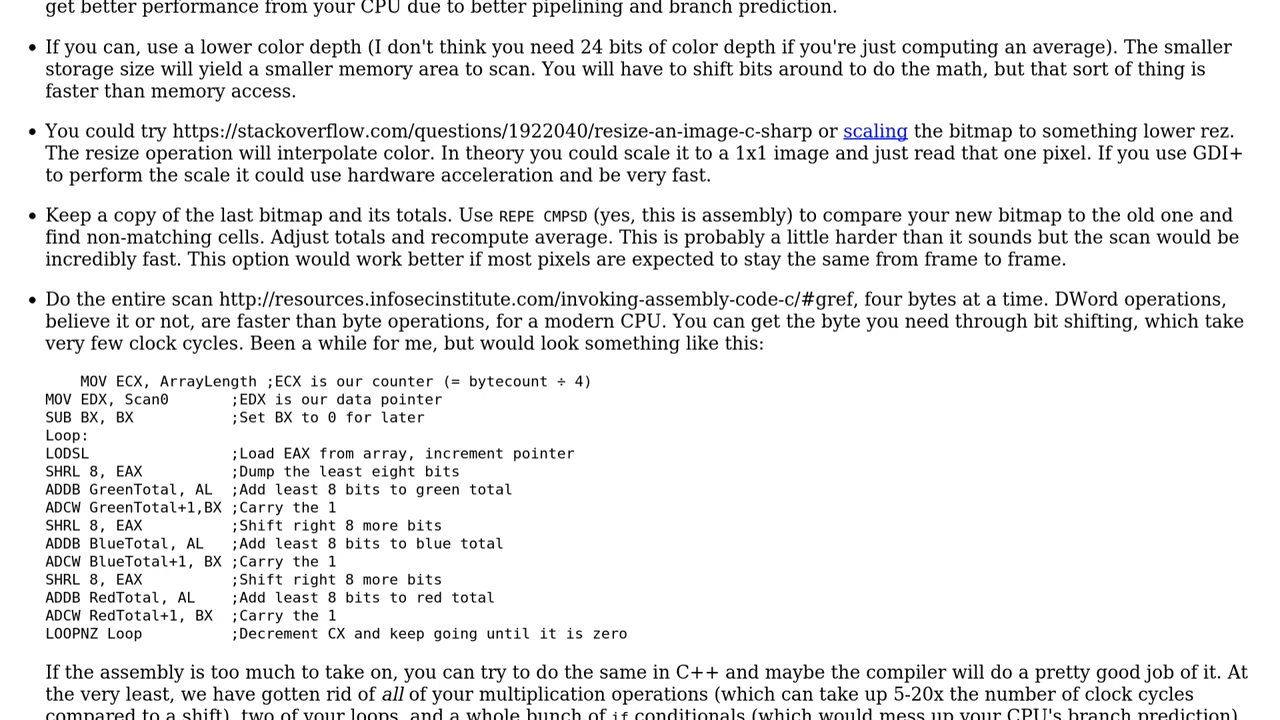 get better performance from your CPU due to better pipelining and branch prediction.
• If you can, use a lower color depth (I don't think you need 24 bits of color depth if you're just computing an average). The smaller
storage size will yield a smaller memory area to scan. You will have to shift bits around to do the math, but that sort of thing is
faster than memory access.
• You could try https://stackoverflow.com/questions/1922040/resize-an-image-c-sharp or scaling the bitmap to something lower rez.
The resize operation will interpolate color. In theory you could scale it to a 1x1 image and just read that one pixel. If you use GDI+
to perform the scale it could use hardware acceleration and be very fast.
• Keep a copy of the last bitmap and its totals. Use REPE CMPSD (yes, this is assembly) to compare your new bitmap to the old one and
find non-matching cells. Adjust totals and recompute average. This is probably a little harder than it sounds but the scan would be
incredibly fast. This option would work better if most pixels are expected to stay the same from frame to frame.
• Do the entire scan http://resources.infosecinstitute.com/invoking-assembly-code-c/#gref, four bytes at a time. DWord operations,
believe it or not, are faster than byte operations, for a modern CPU. You can get the byte you need through bit shifting, which take
very few clock cycles. Been a while for me, but would look something like this:
    MOV ECX, ArrayLength ;ECX is our counter (= bytecount ÷ 4)
MOV EDX, Scan0       ;EDX is our data pointer
SUB BX, BX           ;Set BX to 0 for later
Loop:
LODSL                ;Load EAX from array, increment pointer
SHRL 8, EAX          ;Dump the least eight bits
ADDB GreenTotal, AL  ;Add least 8 bits to green total
ADCW GreenTotal+1,BX ;Carry the 1
SHRL 8, EAX          ;Shift right 8 more bits
ADDB BlueTotal, AL   ;Add least 8 bits to blue total
ADCW BlueTotal+1, BX ;Carry the 1
SHRL 8, EAX          ;Shift right 8 more bits
ADDB RedTotal, AL    ;Add least 8 bits to red total
ADCW RedTotal+1, BX  ;Carry the 1
LOOPNZ Loop          ;Decrement CX and keep going until it is zero
If the assembly is too much to take on, you can try to do the same in C++ and maybe the compiler will do a pretty good job of it. At
the very least, we have gotten rid of all of your multiplication operations (which can take up 5-20x the number of clock cycles
compared to a shift), two of your loops, and a whole bunch of if conditionals (which would mess up your CPU's branch prediction).